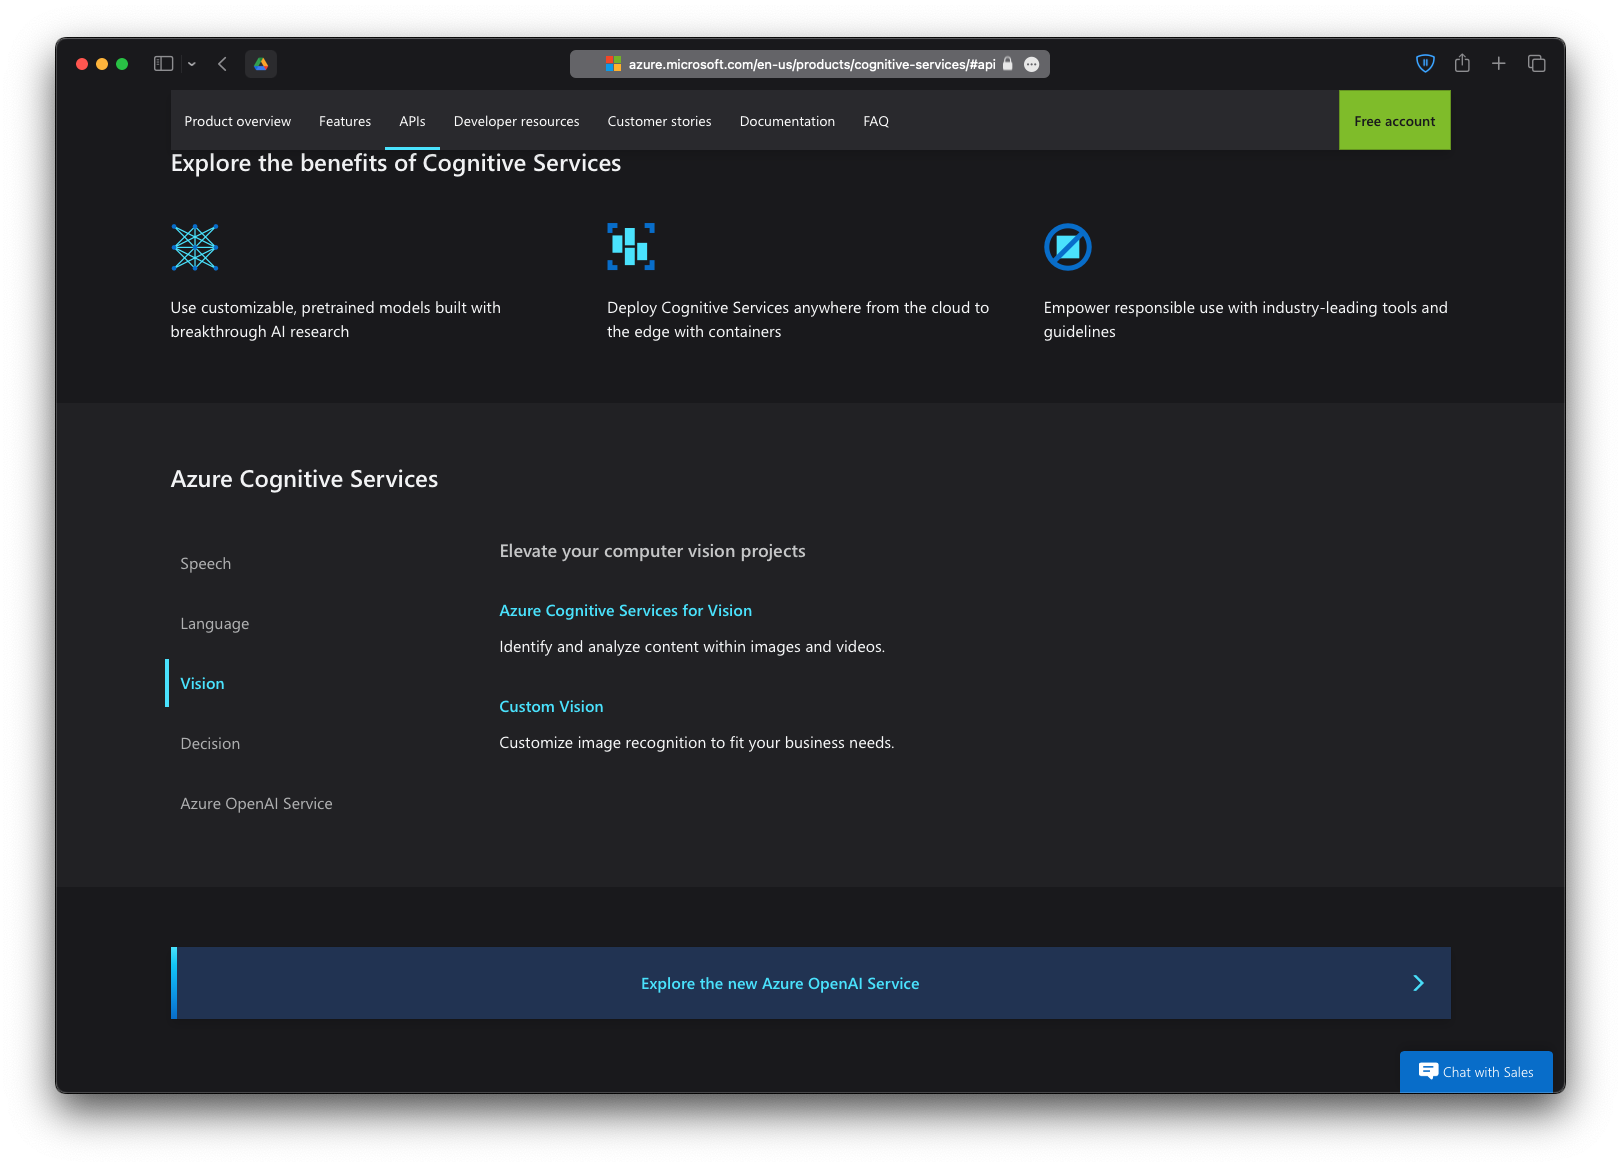 azure.microsoft.com/en-us/products/cognitive-services/#api
Product overview
Features
APIs
Developer resources
Customer stories
Documentation
FAQ
Free account
Explore the benefits of Cognitive Services
Use customizable, pretrained models built with
breakthrough AI research
Deploy Cognitive Services anywhere from the cloud to
the edge with containers
Empower responsible use with industry-leading tools and
guidelines
Azure Cognitive Services
Speech
Language
Vision
Decision
Azure OpenAI Service
Elevate your computer vision projects
Azure Cognitive Services for Vision
Identify and analyze content within images and videos.
Custom Vision
Customize image recognition to fit your business needs.
Explore the new Azure OpenAI Service
Chat with Sales